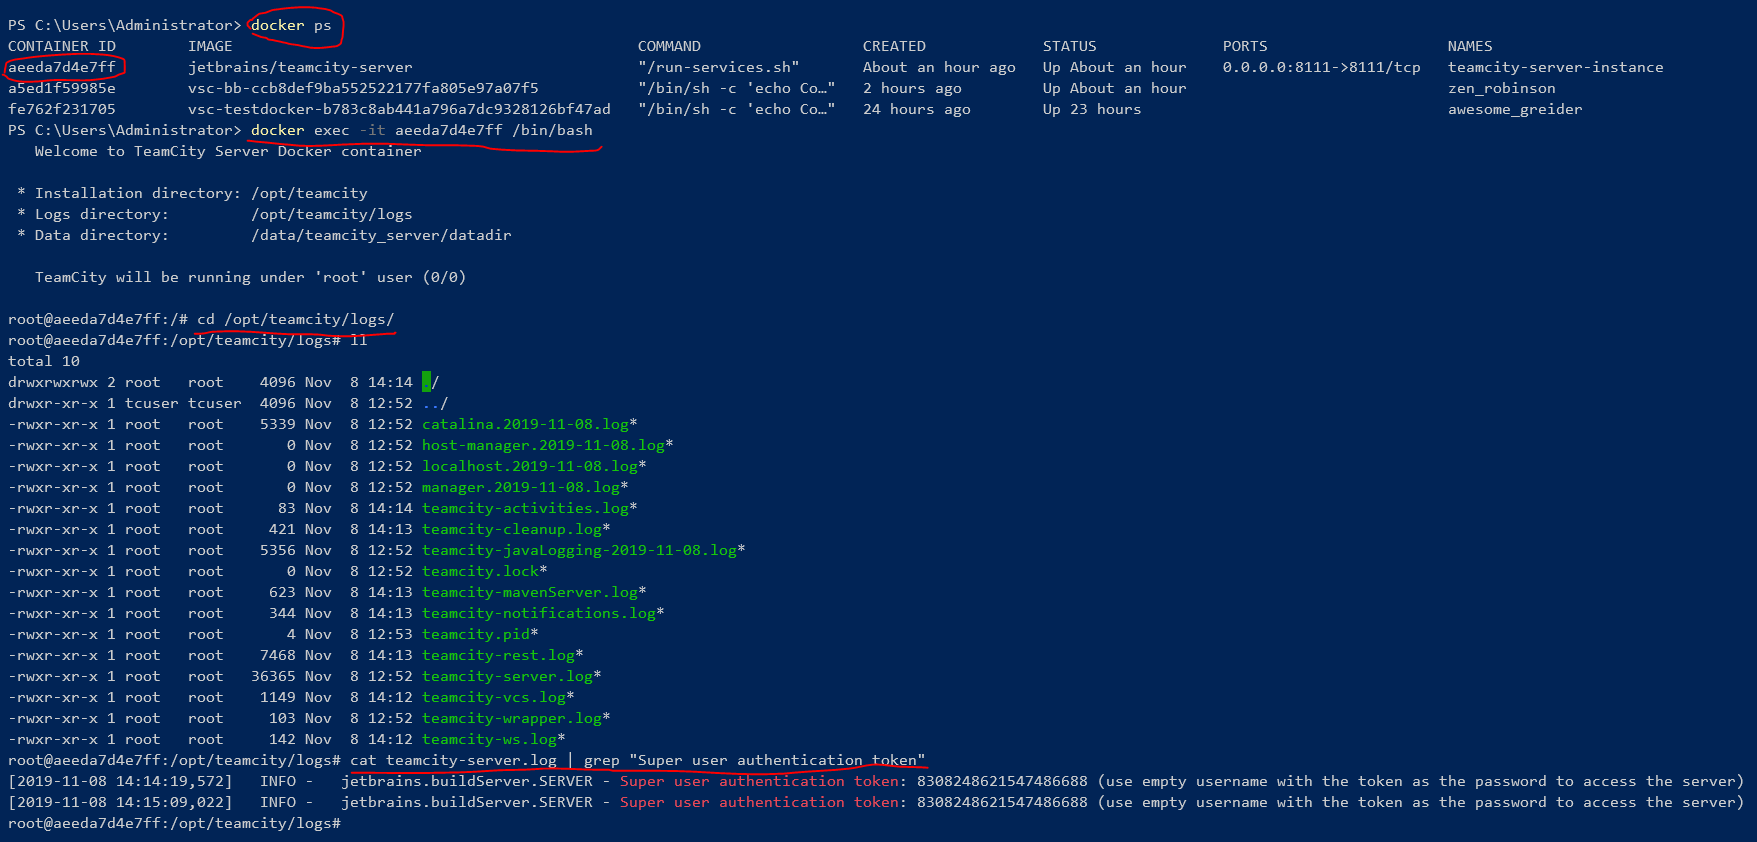 PS C:\Users\Administrator> docker ps
CONTAINER ID        IMAGE                                             COMMAND                  CREATED             STATUS              PORTS                    NAMES
aeeda7d4e7ff        jetbrains/teamcity-server                         "/run-services.sh"       About an hour ago   Up About an hour    0.0.0.0:8111->8111/tcp   teamcity-server-instance
a5ed1f59985e        vsc-bb-ccb8def9ba552522177fa805e97a07f5           "/bin/sh -c 'echo Co…"   2 hours ago         Up About an hour                             zen_robinson
fe762f231705        vsc-testdocker-b783c8ab441a796a7dc9328126bf47ad   "/bin/sh -c 'echo Co…"   24 hours ago        Up 23 hours                                  awesome_greider
PS C:\Users\Administrator> docker exec -it aeeda7d4e7ff /bin/bash
   Welcome to TeamCity Server Docker container
 * Installation directory: /opt/teamcity
 * Logs directory:         /opt/teamcity/logs
 * Data directory:         /data/teamcity_server/datadir
   TeamCity will be running under 'root' user (0/0)
root@aeeda7d4e7ff:/# cd /opt/teamcity/logs/
root@aeeda7d4e7ff:/opt/teamcity/logs# ll
total 10
drwxrwxrwx 2 root   root    4096 Nov  8 14:14 ./
drwxr-xr-x 1 tcuser tcuser  4096 Nov  8 12:52 ../
-rwxr-xr-x 1 root   root    5339 Nov  8 12:52 catalina.2019-11-08.log*
-rwxr-xr-x 1 root   root       0 Nov  8 12:52 host-manager.2019-11-08.log*
-rwxr-xr-x 1 root   root       0 Nov  8 12:52 localhost.2019-11-08.log*
-rwxr-xr-x 1 root   root       0 Nov  8 12:52 manager.2019-11-08.log*
-rwxr-xr-x 1 root   root      83 Nov  8 14:14 teamcity-activities.log*
-rwxr-xr-x 1 root   root     421 Nov  8 14:13 teamcity-cleanup.log*
-rwxr-xr-x 1 root   root    5356 Nov  8 12:52 teamcity-javaLogging-2019-11-08.log*
-rwxr-xr-x 1 root   root       0 Nov  8 12:52 teamcity.lock*
-rwxr-xr-x 1 root   root     623 Nov  8 14:13 teamcity-mavenServer.log*
-rwxr-xr-x 1 root   root     344 Nov  8 14:13 teamcity-notifications.log*
-rwxr-xr-x 1 root   root       4 Nov  8 12:53 teamcity.pid*
-rwxr-xr-x 1 root   root    7468 Nov  8 14:13 teamcity-rest.log*
-rwxr-xr-x 1 root   root   36365 Nov  8 12:52 teamcity-server.log*
-rwxr-xr-x 1 root   root    1149 Nov  8 14:12 teamcity-vcs.log*
-rwxr-xr-x 1 root   root     103 Nov  8 12:52 teamcity-wrapper.log*
-rwxr-xr-x 1 root   root     142 Nov  8 14:12 teamcity-ws.log*
root@aeeda7d4e7ff:/opt/teamcity/logs# cat teamcity-server.log | grep "Super user authentication token"
[2019-11-08 14:14:19,572]   INFO -   jetbrains.buildServer.SERVER - Super user authentication token: 8308248621547486688 (use empty username with the token as the password to access the server)
[2019-11-08 14:15:09,022]   INFO -   jetbrains.buildServer.SERVER - Super user authentication token: 8308248621547486688 (use empty username with the token as the password to access the server)
root@aeeda7d4e7ff:/opt/teamcity/logs#